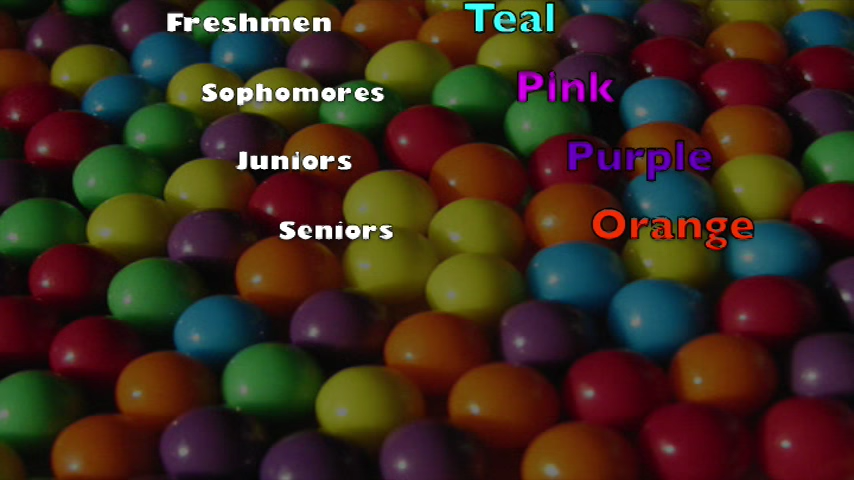 Freshmen Teal
Sophomores Pink
Juniors Purple
Seniors Orange